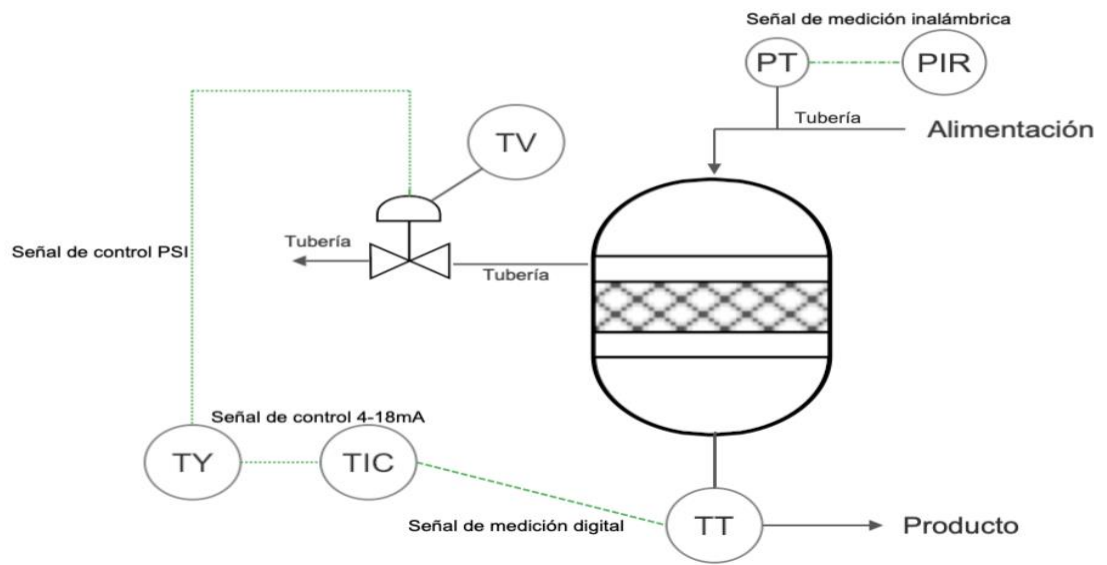 Señal de medición inalámbrica
PT
PIR
Tubería
Alimentación
TV
Tubería
Señal de control PSI
Tubería
Señal de control 4-18mA
TY
TIC
Señal de medición digital
TT
Producto